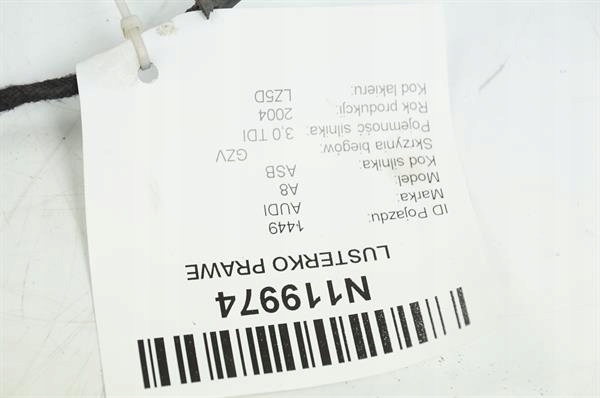 N119974
LUSTERKO PRAWE
ID Pojazdu: 1449
Marka: AUDI
Model: A8
Kod silnika: ASB
Skrzynia biegów: GZV
Pojemność silnika: 3,0 TDI
Rok produkcji: 2004
Kod lakieru: LZ5D